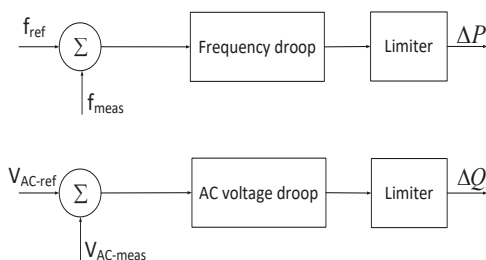 f_ref
Σ
Frequency droop
Limiter
ΔP
f_meas
V_AC-ref
Σ
AC voltage droop
Limiter
ΔQ
V_AC-meas